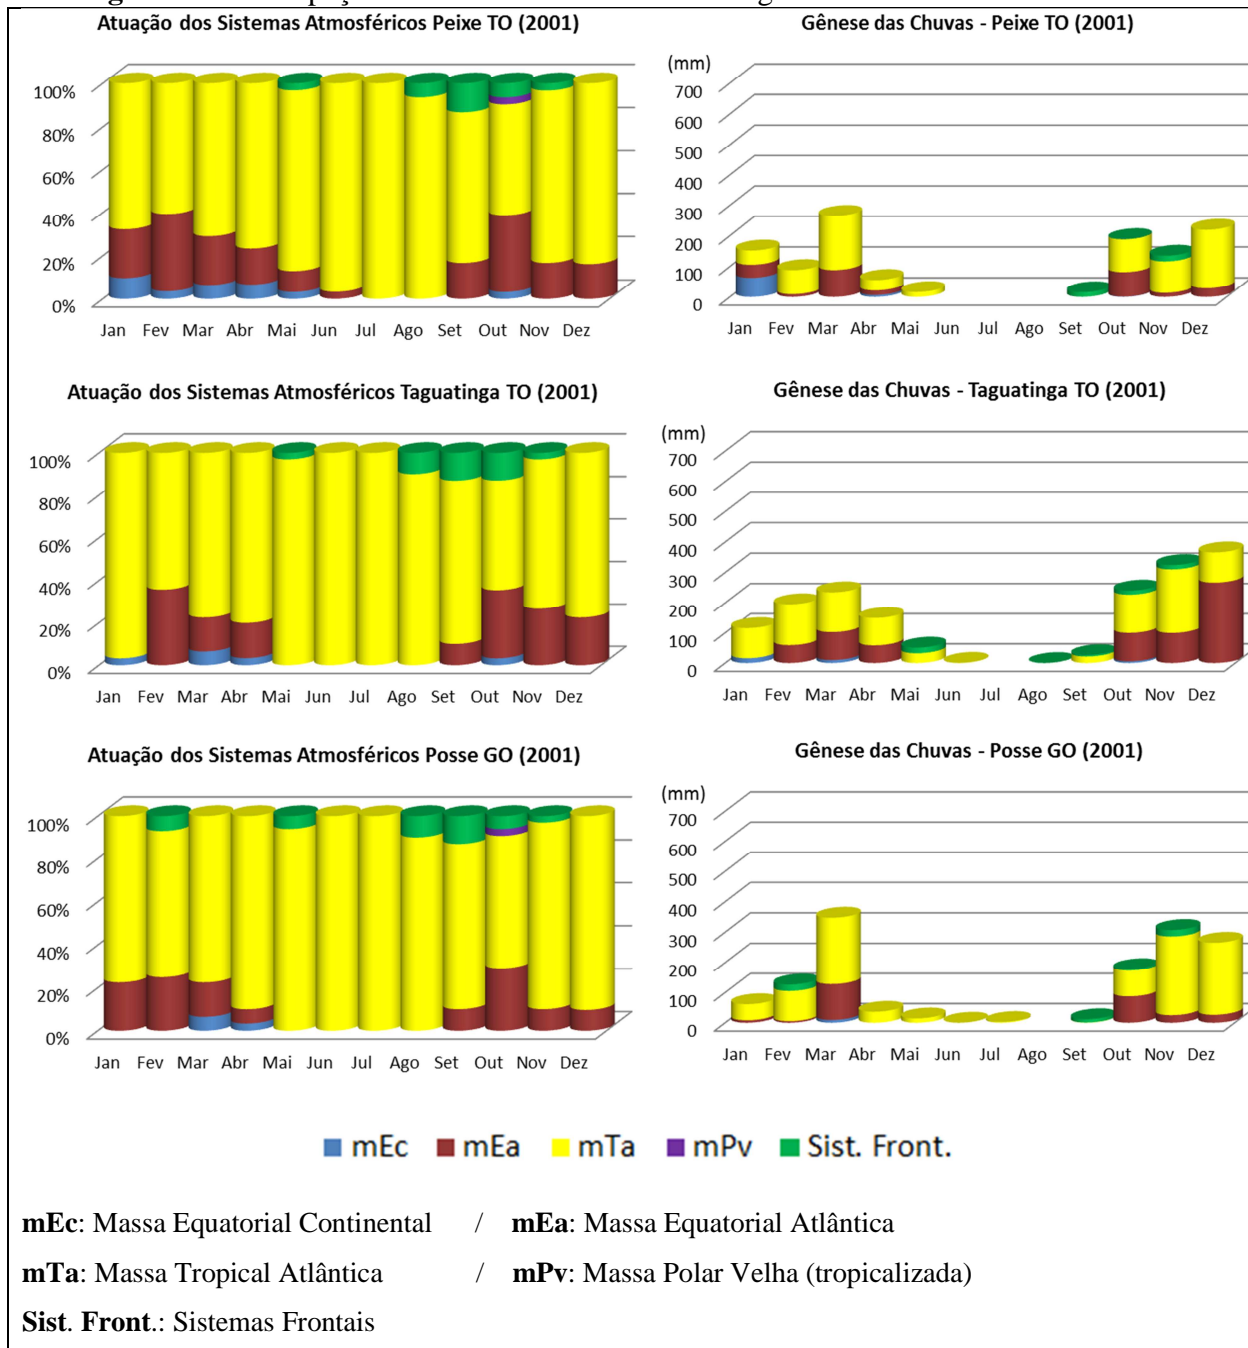 Atuação dos Sistemas Atmosféricos Peixe TO (2001)
100%
80%
60%
40%
20%
0%
Jan Fev Mar Abr Mai Jun Jul Ago Set Out Nov Dez
Gênese das Chuvas - Peixe TO (2001)
(mm)
700
600
500
400
300
200
100
0
Jan Fev Mar Abr Mai Jun Jul Ago Set Out Nov Dez
Atuação dos Sistemas Atmosféricos Taguatinga TO (2001)
100%
80%
60%
40%
20%
0%
Jan Fev Mar Abr Mai Jun Jul Ago Set Out Nov Dez
Gênese das Chuvas - Taguatinga TO (2001)
(mm)
700
600
500
400
300
200
100
0
Jan Fev Mar Abr Mai Jun Jul Ago Set Out Nov Dez
Atuação dos Sistemas Atmosféricos Posse GO (2001)
100%
80%
60%
40%
20%
0%
Jan Fev Mar Abr Mai Jun Jul Ago Set Out Nov Dez
Gênese das Chuvas - Posse GO (2001)
(mm)
700
600
500
400
300
200
100
0
Jan Fev Mar Abr Mai Jun Jul Ago Set Out Nov Dez
mEc mEa mTa mPv Sist. Front.
mEc: Massa Equatorial Continental / mEa: Massa Equatorial Atlântica
mTa: Massa Tropical Atlântica / mPv: Massa Polar Velha (tropicalizada)
Sist. Front.: Sistemas Frontais